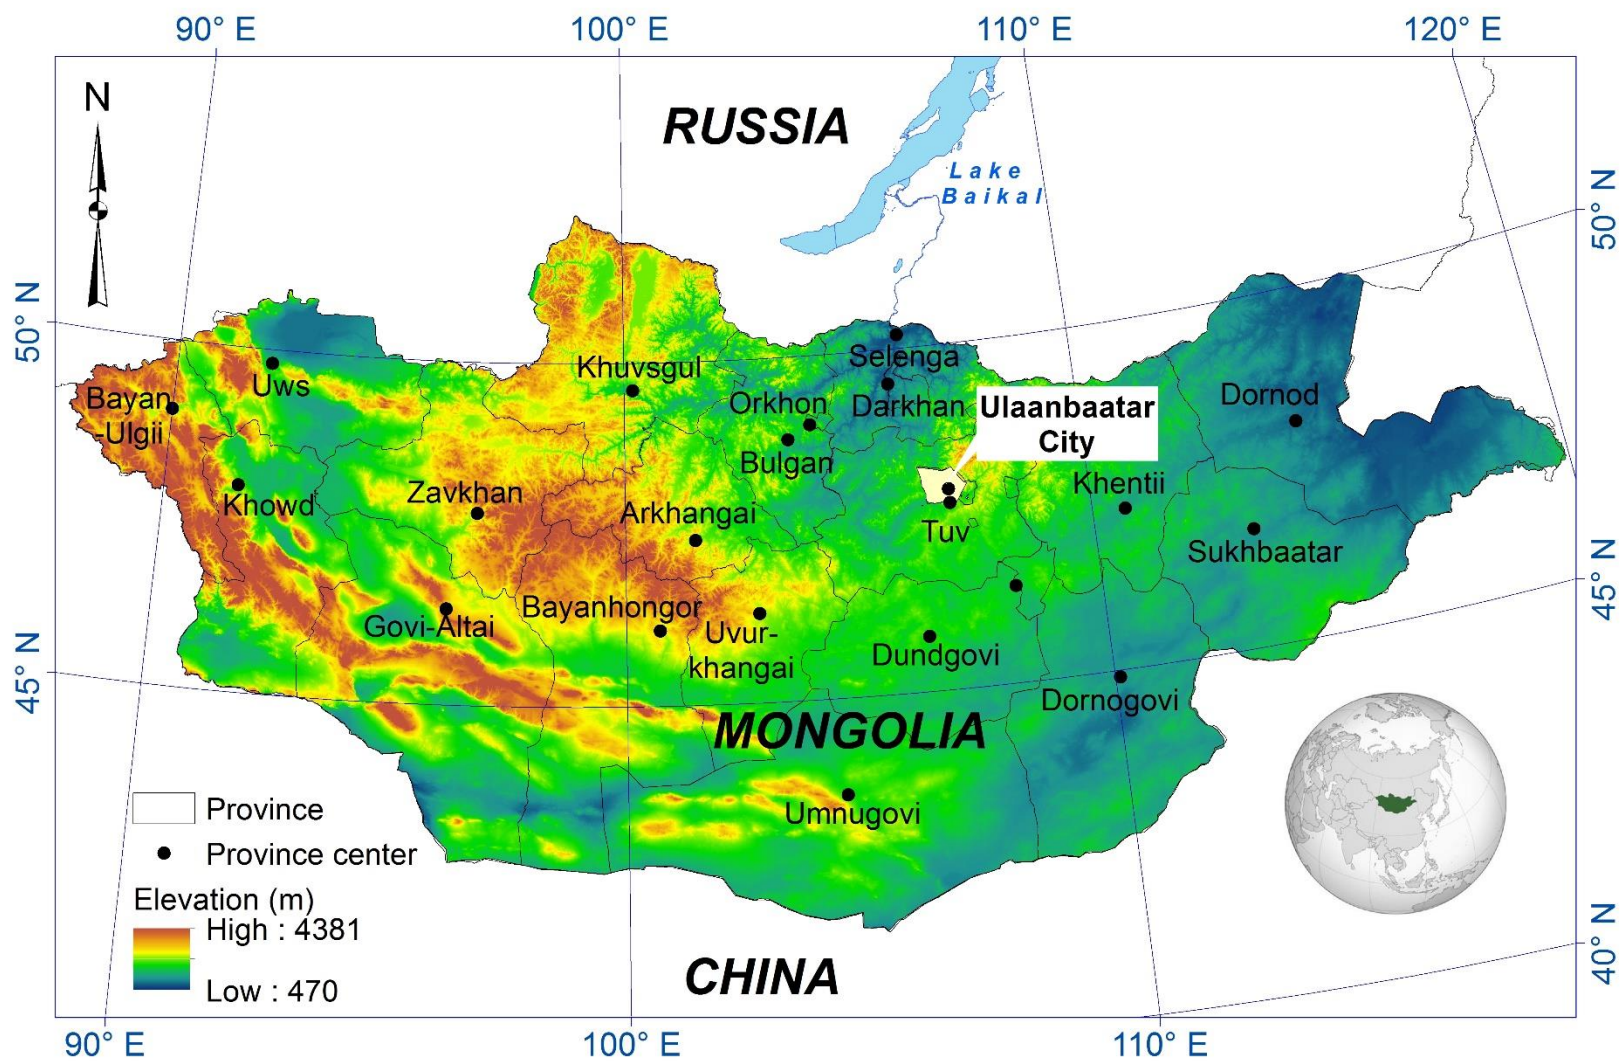 90° E
100° E
110° E
120° E
N
RUSSIA
Lake
Baikal
50° N
50° N
Selenga
Khuvsgul
Uws
Bayan
-Ulgii
Orkhon
Darkhan
Ulaanbaatar
City
Dornod
Bulgan
Khowd
Zavkhan
Arkhangai
Tuv
Khentii
Sukhbaatar
Govi-Altai
Bayanhongor
Uvur-
khangai
Dundgovi
Dornogovi
45° N
45° N
MONGOLIA
Umnugovi
Province
Province center
Elevation (m)
High : 4381
Low : 470
CHINA
40° N
90° E
100° E
110° E